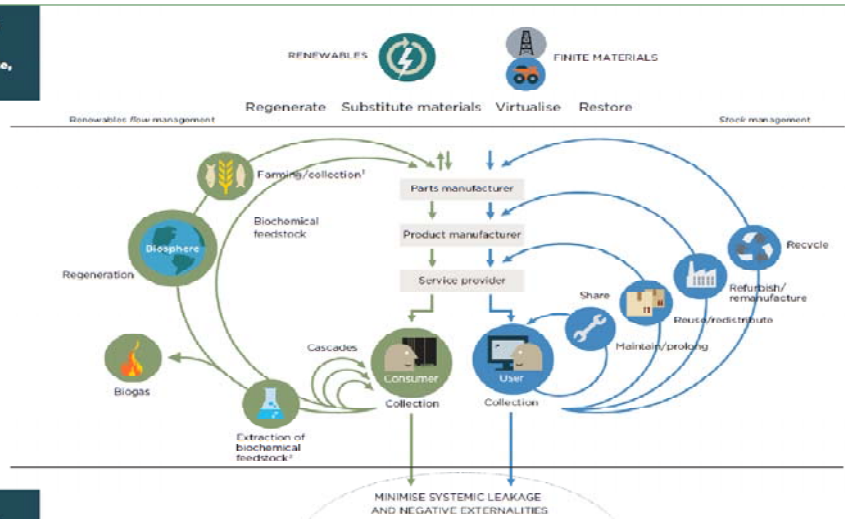 e,
RENEWABLES
FINITE MATERIALS
Regenerate Substitute materials Virtualise Restore
Renewables flow management
Stock management
Farming/collection¹
Parts manufacturer
Biochemical
feedstock
Product manufacturer
Biosphere
Recycle
Regeneration
Service provider
Refurbish/
remanufacture
Share
Reuse/redistribute
Maintain/prolong
Cascades
Consumer
User
Biogas
Collection
Collection
Extraction of
biochemical
feedstock²
MINIMISE SYSTEMIC LEAKAGE
AND NEGATIVE EXTERNALITIES